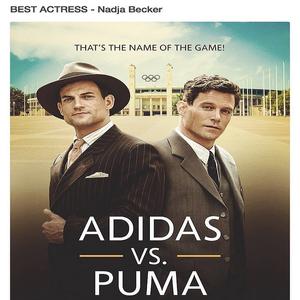 BEST ACTRESS - Nadja Becker
THAT'S THE NAME OF THE GAME!
ADIDAS
VS.
PUMA